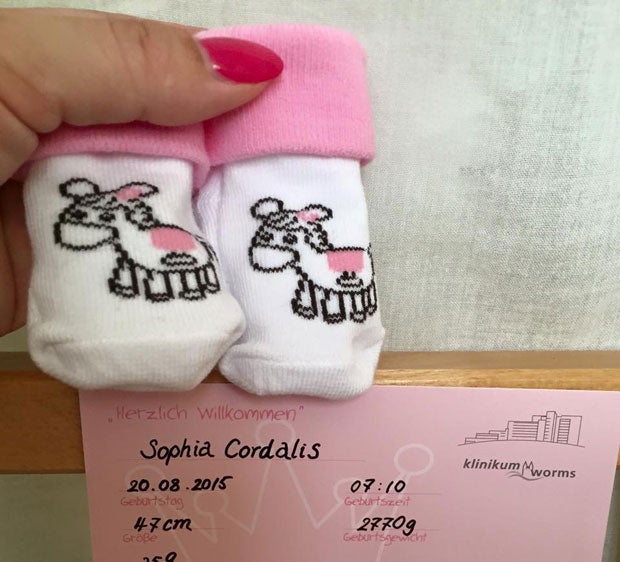 „Herzlich Willkommen"
Sophia Cordalis
klinikum worms
20.08.2015 07:10
Geburtstag Geburtszeit
47cm 2770g
Größe Geburtsgewicht